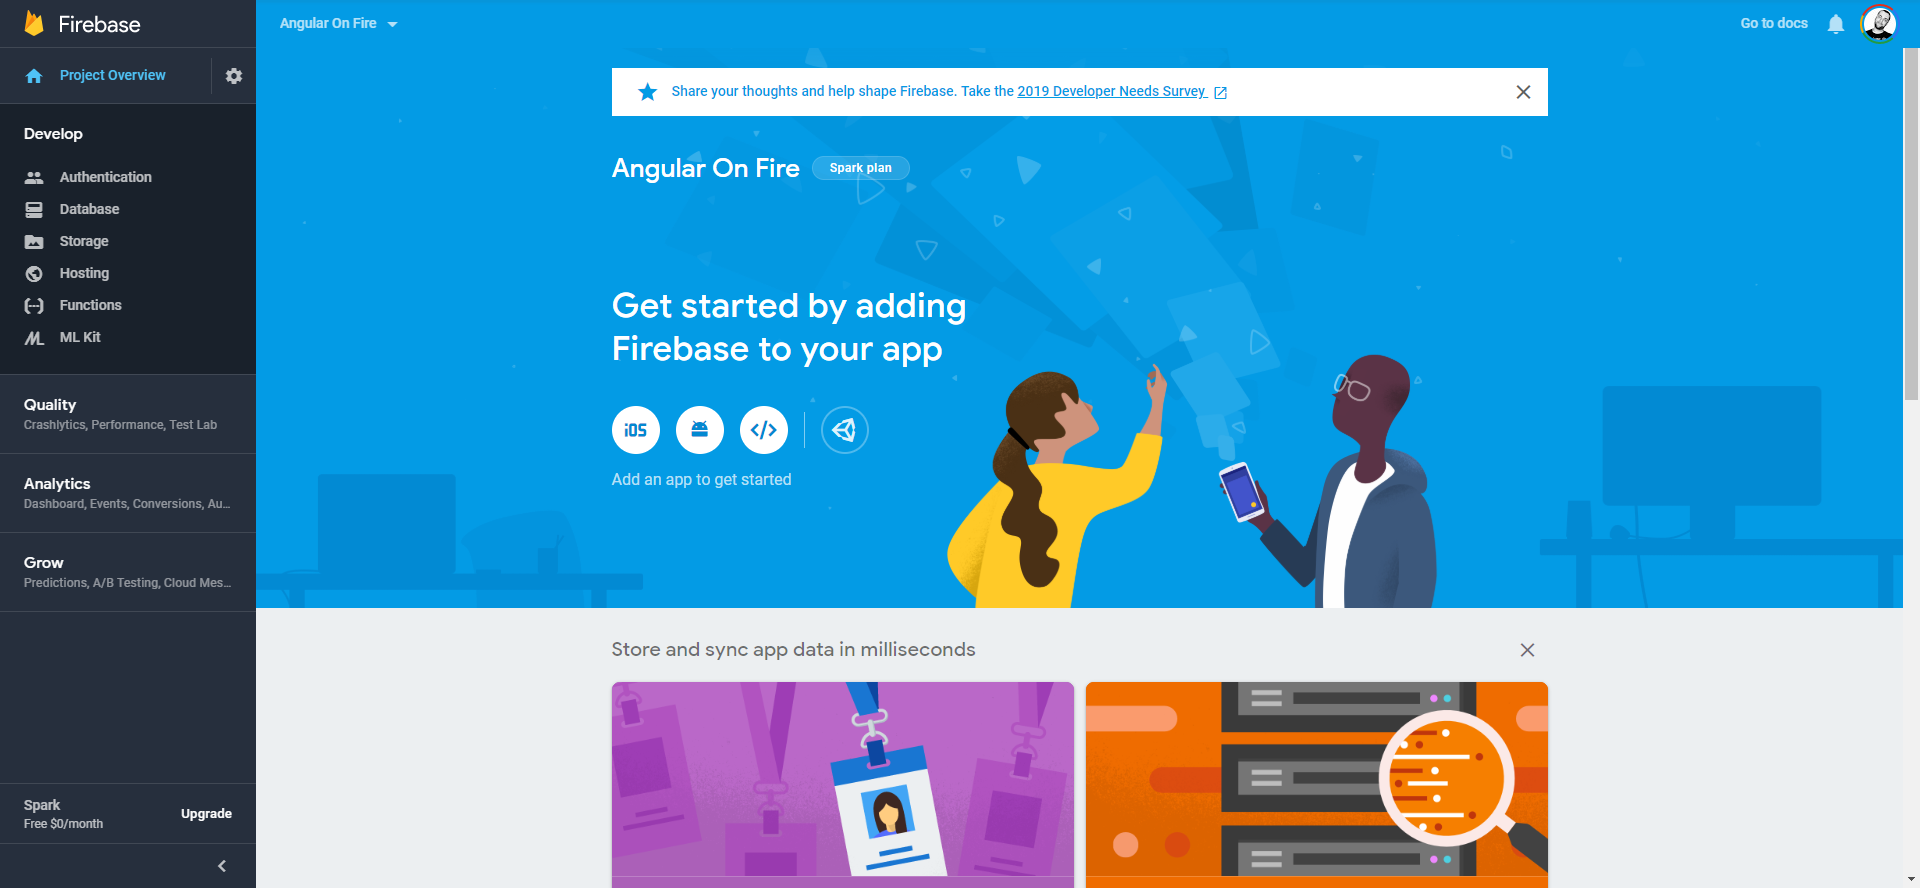 Firebase
Angular On Fire
Go to docs
Project Overview
Share your thoughts and help shape Firebase. Take the 2019 Developer Needs Survey
Develop
Authentication
Database
Storage
Hosting
Functions
ML Kit
Quality
Crashlytics, Performance, Test Lab
Analytics
Dashboard, Events, Conversions, Au...
Grow
Predictions, A/B Testing, Cloud Mes...
Spark
Free $0/month
Upgrade
Angular On Fire
Spark plan
Get started by adding
Firebase to your app
iOS
Add an app to get started
Store and sync app data in milliseconds